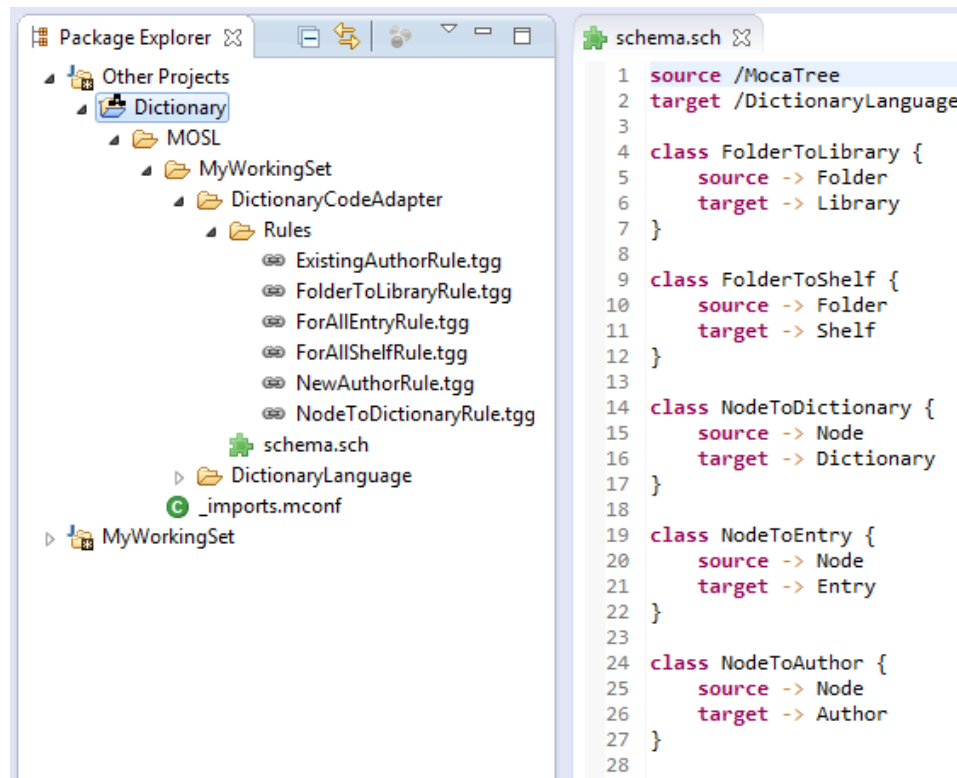 Package Explorer
Other Projects
Dictionary
MOSL
MyWorkingSet
DictionaryCodeAdapter
Rules
ExistingAuthorRule.tgg
FolderToLibraryRule.tgg
ForAllEntryRule.tgg
ForAllShelfRule.tgg
NewAuthorRule.tgg
NodeToDictionaryRule.tgg
schema.sch
DictionaryLanguage
C _imports.mconf
MyWorkingSet
schema.sch
1 source /MocaTree
2 target /DictionaryLanguage
3
4 class FolderToLibrary {
5 source -> Folder
6 target -> Library
7 }
8
9 class FolderToShelf {
10 source -> Folder
11 target -> Shelf
12 }
13
14 class NodeToDictionary {
15 source -> Node
16 target -> Dictionary
17 }
18
19 class NodeToEntry {
20 source -> Node
21 target -> Entry
22 }
23
24 class NodeToAuthor {
25 source -> Node
26 target -> Author
27 }
28